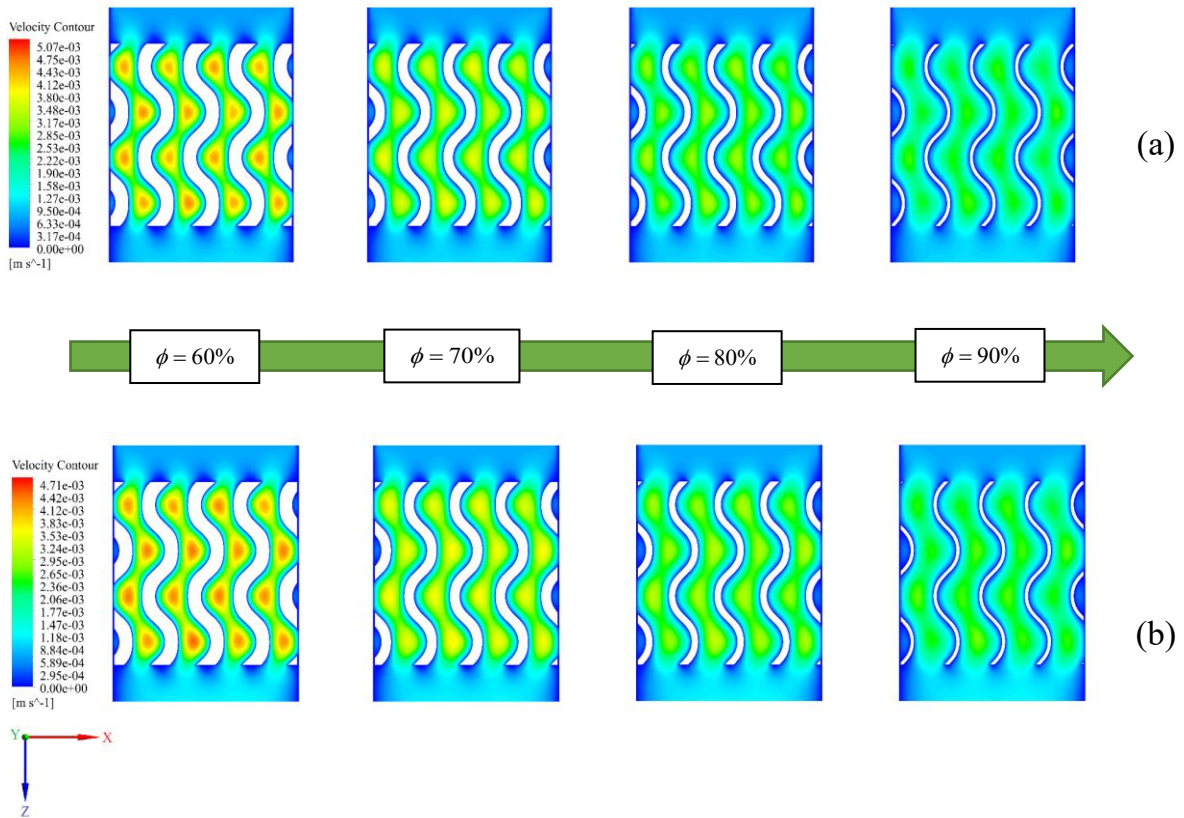 Velocity Contour
5.07e-03
4.75e-03
4.43e-03
4.12e-03
3.80e-03
3.48e-03
3.17e-03
2.85e-03
2.53e-03
2.22e-03
1.90e-03
1.58e-03
1.27e-03
9.50e-04
6.33e-04
3.17e-04
0.00e+00
[m s^-1]
(a)
ϕ = 60%
ϕ = 70%
ϕ = 80%
ϕ = 90%
Velocity Contour
4.71e-03
4.42e-03
4.12e-03
3.83e-03
3.53e-03
3.24e-03
2.95e-03
2.65e-03
2.36e-03
2.06e-03
1.77e-03
1.47e-03
1.18e-03
8.84e-04
5.89e-04
2.95e-04
0.00e+00
[m s^-1]
(b)
Y
X
Z